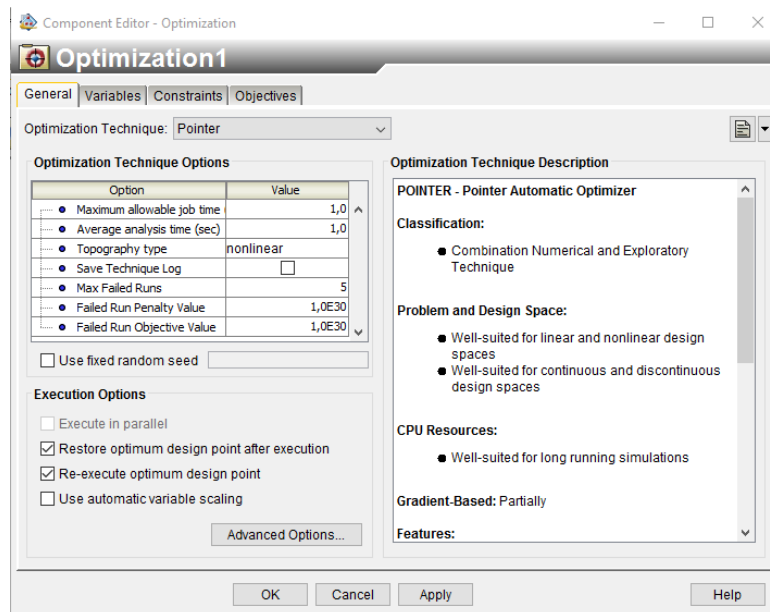 Component Editor - Optimization
Optimization1
General Variables Constraints Objectives
Optimization Technique: Pointer
Optimization Technique Options
Option Value
Maximum allowable job time ( 1,0
Average analysis time (sec) 1,0
Topography type nonlinear
Save Technique Log
Max Failed Runs 5
Failed Run Penalty Value 1,0E30
Failed Run Objective Value 1,0E30
Use fixed random seed
Execution Options
Execute in parallel
Restore optimum design point after execution
Re-execute optimum design point
Use automatic variable scaling
Advanced Options...
Optimization Technique Description
POINTER - Pointer Automatic Optimizer
Classification:
Combination Numerical and Exploratory
Technique
Problem and Design Space:
Well-suited for linear and nonlinear design
spaces
Well-suited for continuous and discontinuous
design spaces
CPU Resources:
Well-suited for long running simulations
Gradient-Based: Partially
Features:
OK Cancel Apply Help